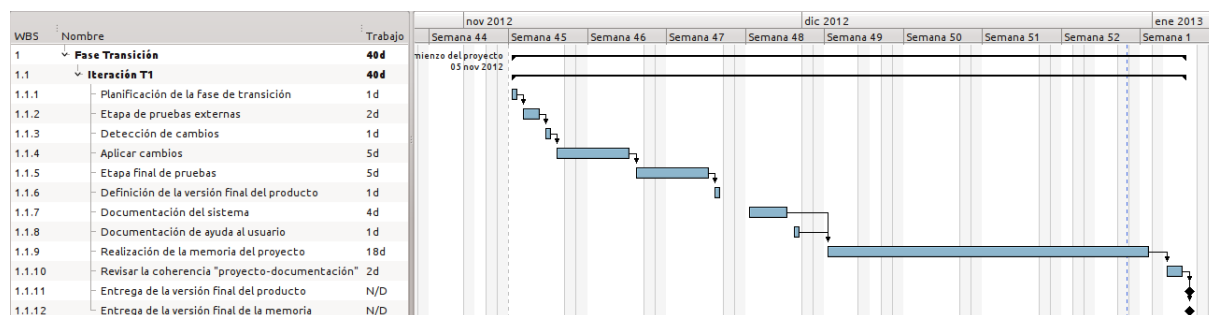 nov 2012 dic 2012 ene 2013
WBS Nombre Trabajo Semana 44 Semana 45 Semana 46 Semana 47 Semana 48 Semana 49 Semana 50 Semana 51 Semana 52 Semana 1
1 Fase Transición 40d mienzo del proyecto
05 nov 2012
1.1 Iteración T1 40d
1.1.1 Planificación de la fase de transición 1d
1.1.2 Etapa de pruebas externas 2d
1.1.3 Detección de cambios 1d
1.1.4 Aplicar cambios 5d
1.1.5 Etapa final de pruebas 5d
1.1.6 Definición de la versión final del producto 1d
1.1.7 Documentación del sistema 4d
1.1.8 Documentación de ayuda al usuario 1d
1.1.9 Realización de la memoria del proyecto 18d
1.1.10 Revisar la coherencia "proyecto-documentación" 2d
1.1.11 Entrega de la versión final del producto N/D
1.1.12 Entrega de la versión final de la memoria N/D